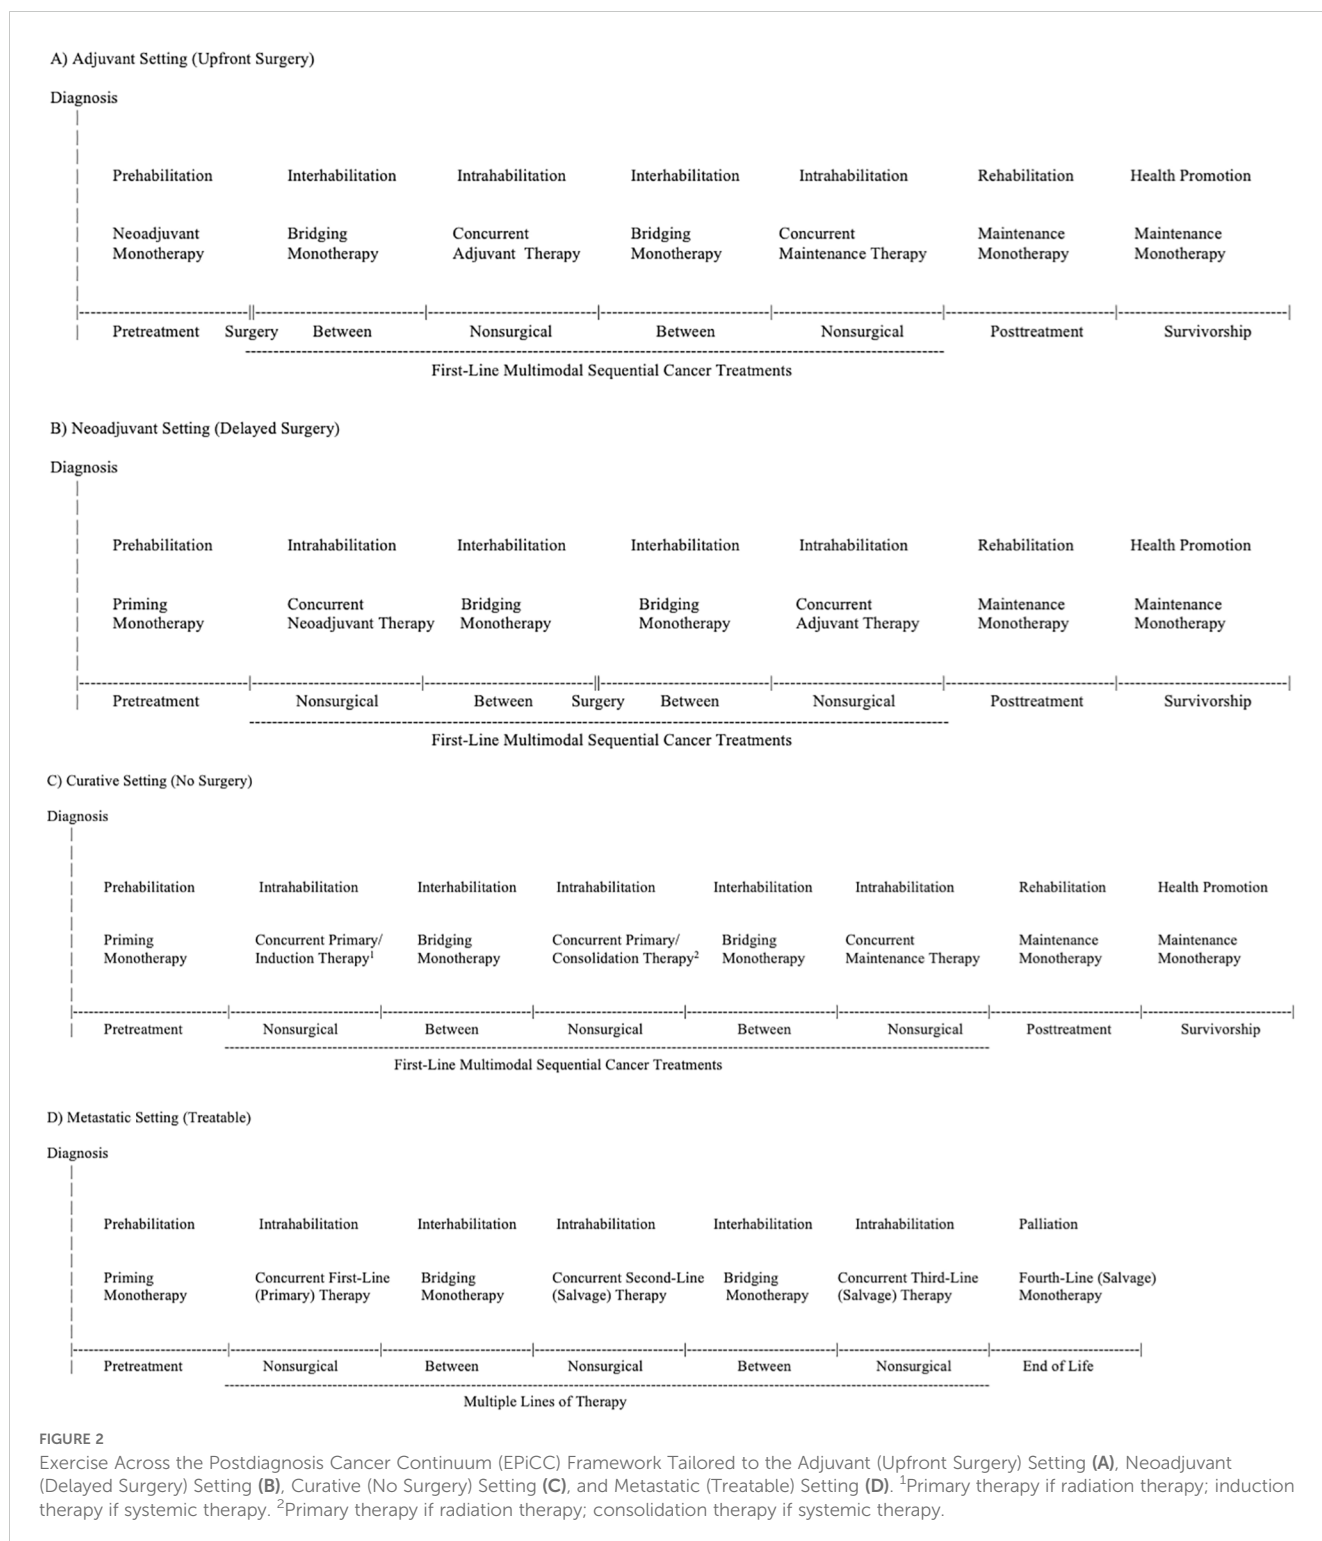 A) Adjuvant Setting (Upfront Surgery)
Diagnosis
Prehabilitation Interhabilitation Intrahabilitation Interhabilitation Intrahabilitation Rehabilitation Health Promotion
Neoadjuvant Bridging Concurrent Bridging Concurrent Maintenance Maintenance
Monotherapy Monotherapy Adjuvant Therapy Monotherapy Maintenance Therapy Monotherapy Monotherapy
Pretreatment Surgery Between Nonsurgical Between Nonsurgical Posttreatment Survivorship
First-Line Multimodal Sequential Cancer Treatments
B) Neoadjuvant Setting (Delayed Surgery)
Diagnosis
Prehabilitation Intrahabilitation Interhabilitation Interhabilitation Intrahabilitation Rehabilitation Health Promotion
Priming Concurrent Bridging Bridging Concurrent Maintenance Maintenance
Monotherapy Neoadjuvant Therapy Monotherapy Monotherapy Adjuvant Therapy Monotherapy Monotherapy
Pretreatment Nonsurgical Between Surgery Between Nonsurgical Posttreatment Survivorship
First-Line Multimodal Sequential Cancer Treatments
C) Curative Setting (No Surgery)
Diagnosis
Prehabilitation Intrahabilitation Interhabilitation Intrahabilitation Interhabilitation Intrahabilitation Rehabilitation Health Promotion
Priming Concurrent Primary/ Bridging Concurrent Primary/ Bridging Concurrent Maintenance Maintenance
Monotherapy Induction Therapy¹ Monotherapy Consolidation Therapy² Monotherapy Maintenance Therapy Monotherapy Monotherapy
Pretreatment Nonsurgical Between Nonsurgical Between Nonsurgical Posttreatment Survivorship
First-Line Multimodal Sequential Cancer Treatments
D) Metastatic Setting (Treatable)
Diagnosis
Prehabilitation Intrahabilitation Interhabilitation Intrahabilitation Interhabilitation Intrahabilitation Palliation
Priming Concurrent First-Line Bridging Concurrent Second-Line Bridging Concurrent Third-Line Fourth-Line (Salvage)
Monotherapy (Primary) Therapy Monotherapy (Salvage) Therapy Monotherapy (Salvage) Therapy Monotherapy
Pretreatment Nonsurgical Between Nonsurgical Between Nonsurgical End of Life
Multiple Lines of Therapy
FIGURE 2
Exercise Across the Postdiagnosis Cancer Continuum (EPiCC) Framework Tailored to the Adjuvant (Upfront Surgery) Setting (A), Neoadjuvant
(Delayed Surgery) Setting (B), Curative (No Surgery) Setting (C), and Metastatic (Treatable) Setting (D). ¹Primary therapy if radiation therapy; induction
therapy if systemic therapy. ²Primary therapy if radiation therapy; consolidation therapy if systemic therapy.